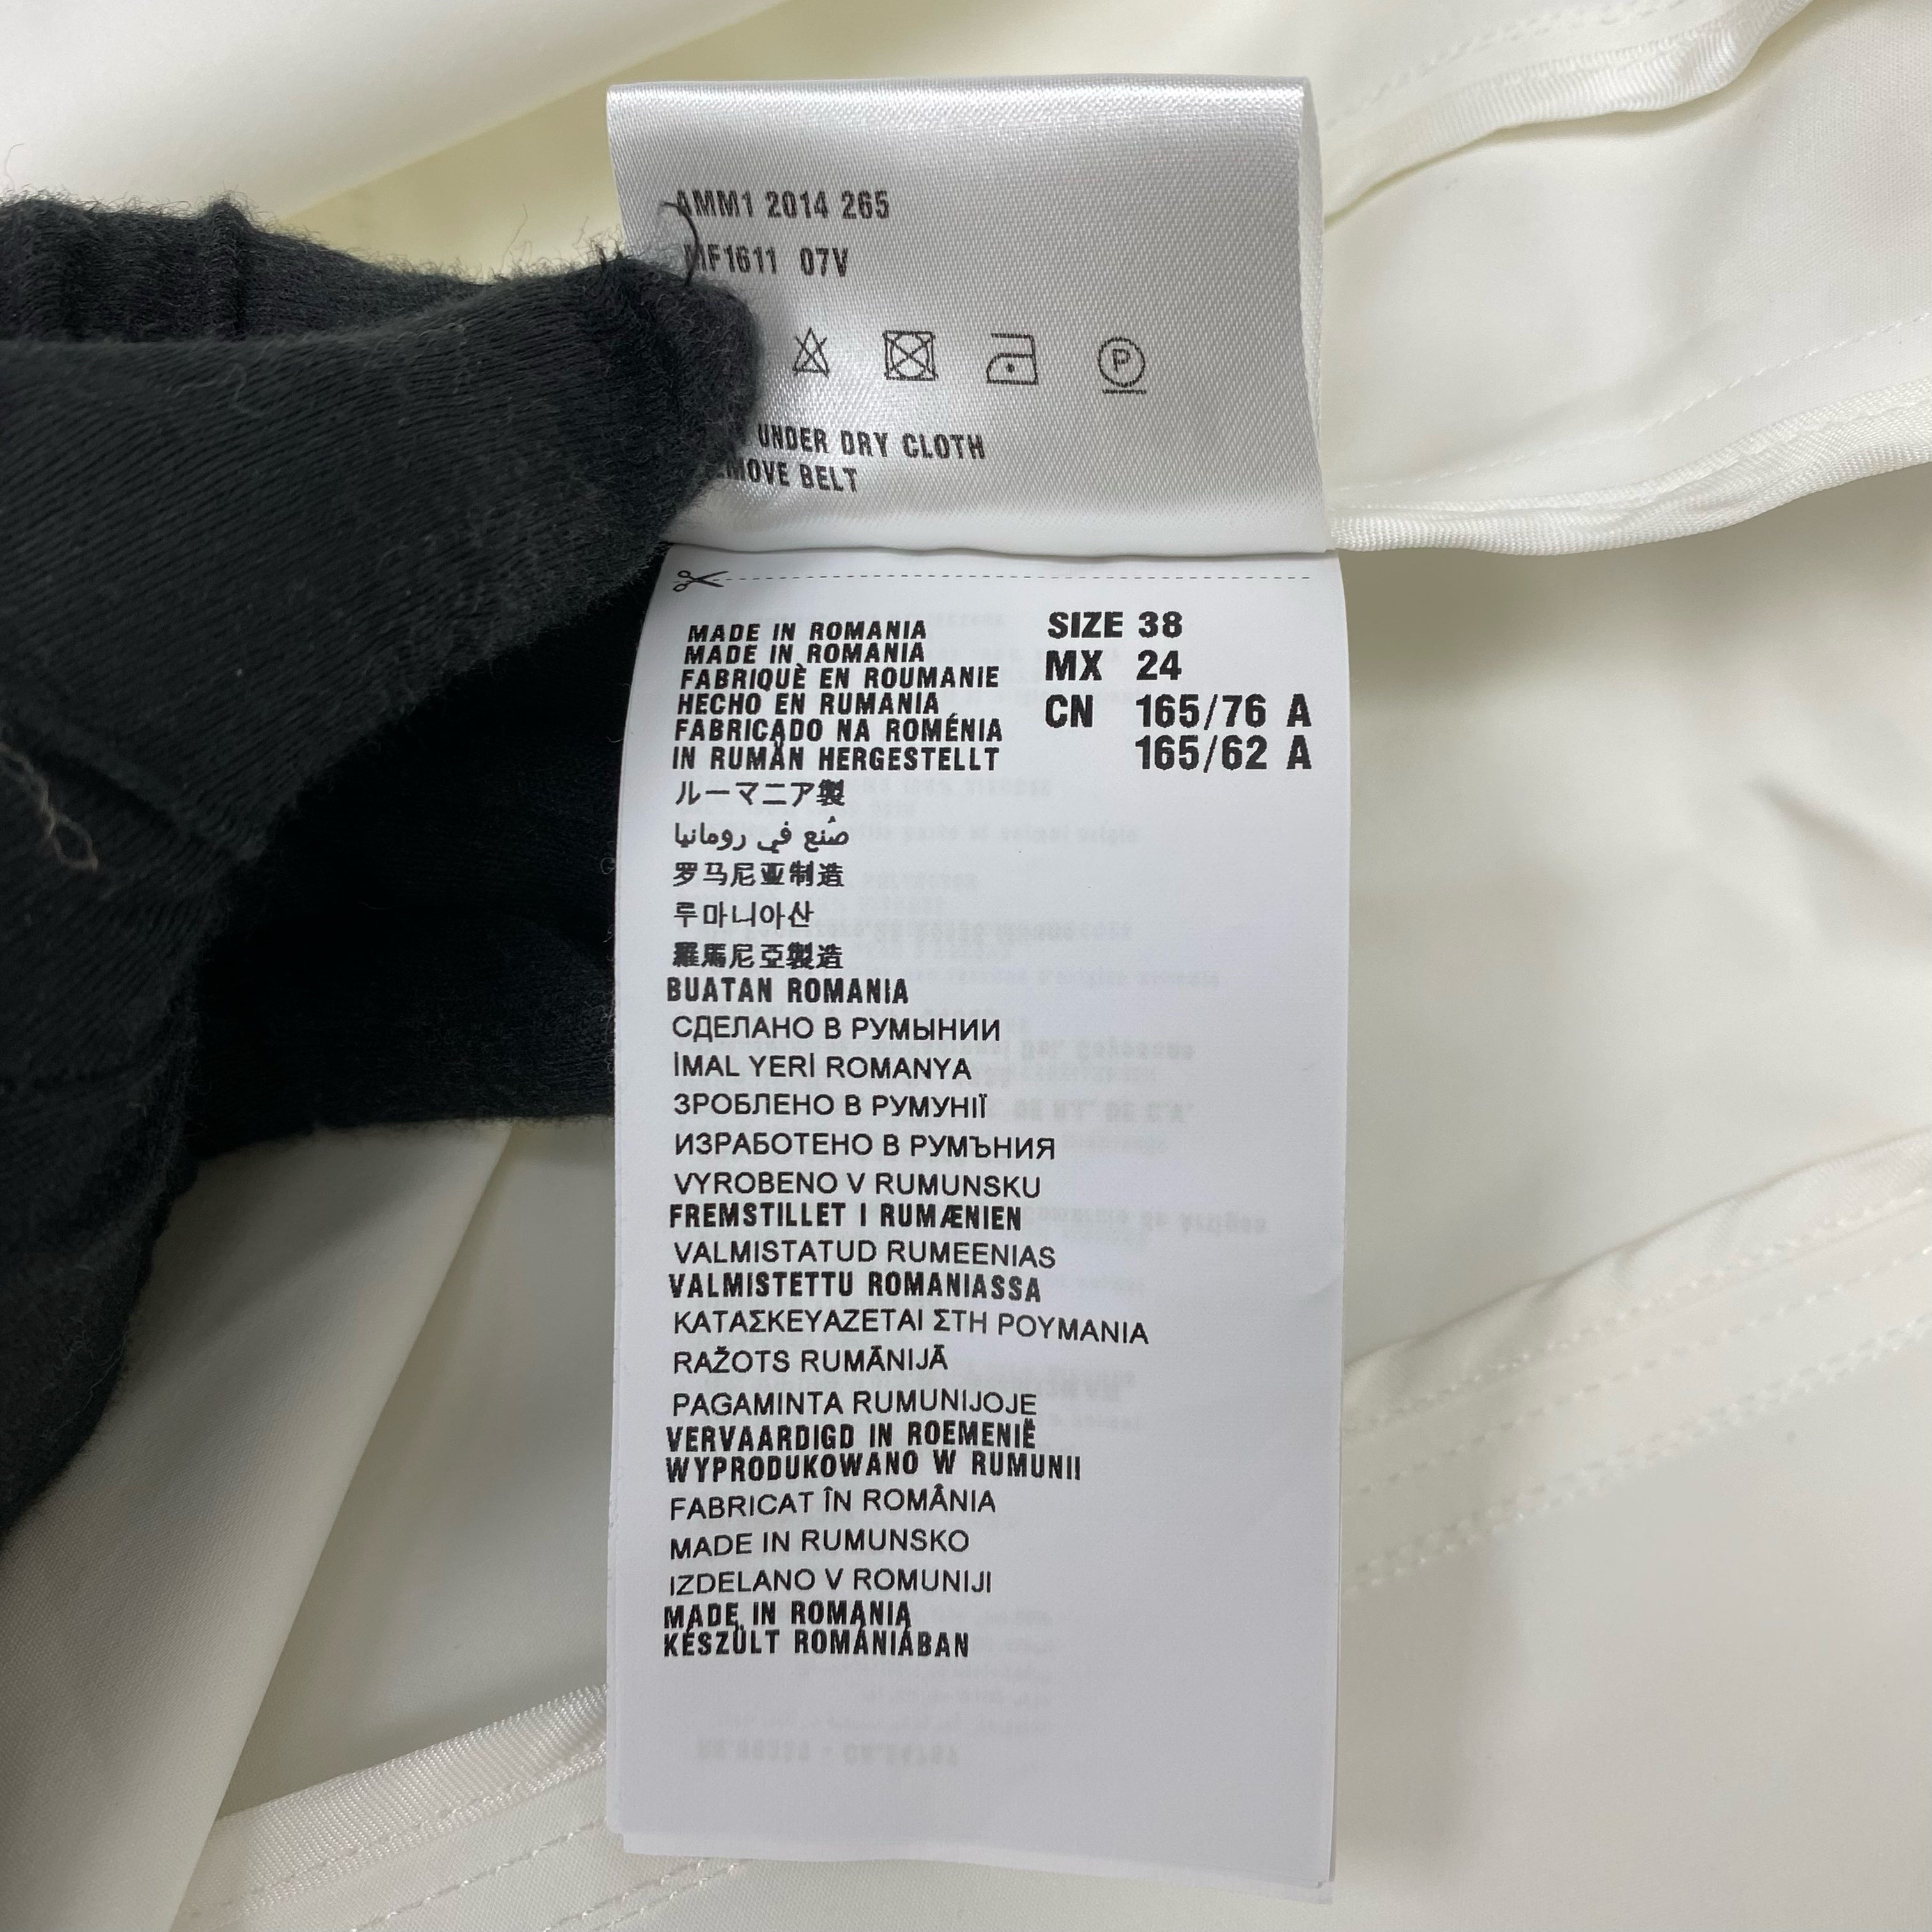 AMM1 2014 265
MF1611 07V
P
UNDER DRY CLOTH
BELT
MADE IN ROMANIA
MADE IN ROMANIA
FABRIQUÈ EN ROUMANIE
HECHO EN RUMANIA
FABRICADO NA ROMÉNIA
IN RUMÄN HERGESTELLT
SIZE 38
MX 24
CN 165/76 A
165/62 A
ルーマニア製
صُنع في رومانيا
罗马尼亚制造
루마니아산
羅馬尼亞製造
BUATAN ROMANIA
СДЕЛАНО В РУМЫНИИ
İMAL YERİ ROMANYA
ЗРОБЛЕНО В РУМУНІЇ
ИЗРАБОТЕНО В РУМЪНИЯ
VYROBENO V RUMUNSKU
FREMSTILLET I RUMÆNIEN
VALMISTATUD RUMEENIAS
VALMISTETTU ROMANIASSA
ΚΑΤΑΣΚΕΥΑΖΕΤΑΙ ΣΤΗ ΡΟΥΜΑΝΙΑ
RAŽOTS RUMĀNIJĀ
PAGAMINTA RUMUNIJOJE
VERVAARDIGD IN ROEMENIË
WYPRODUKOWANO W RUMUNII
FABRICAT ÎN ROMÂNIA
MADE IN RUMUNSKO
IZDELANO V ROMUNIJI
MADE IN ROMANIA
KÉSZÜLT ROMÁNIÁBAN